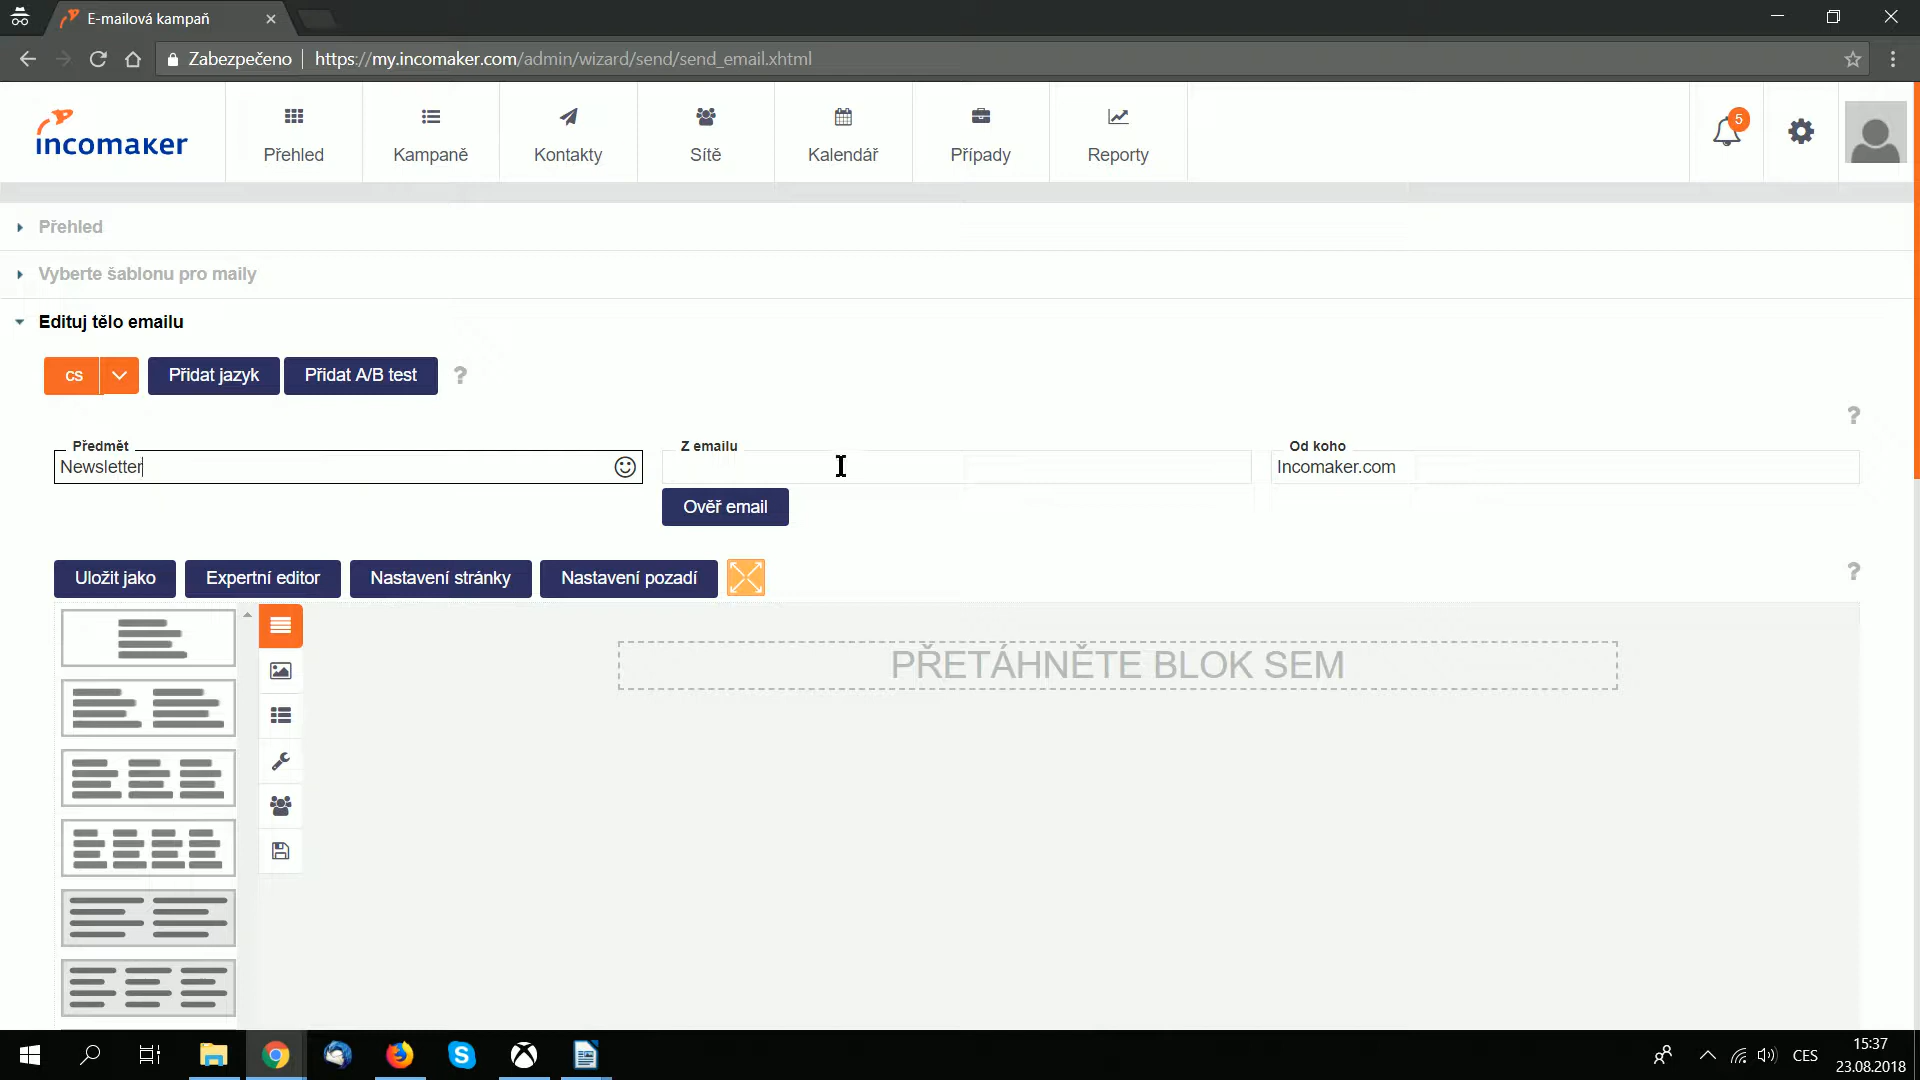 E-mailová kampaň
Zabezpečeno
https://my.incomaker.com/admin/wizard/send/send_email.xhtml
incomaker
Přehled
Kampaně
Kontakty
Sítě
Kalendář
Případy
Reporty
5
Přehled
Vyberte šablonu pro maily
Edituj tělo emailu
cs
Přidat jazyk
Přidat A/B test
?
?
Předmět
Z emailu
Od koho
Newsletter
Incomaker.com
Ověř email
Uložit jako
Expertní editor
Nastavení stránky
Nastavení pozadí
?
PŘETÁHNĚTE BLOK SEM
CES
15:37
23.08.2018